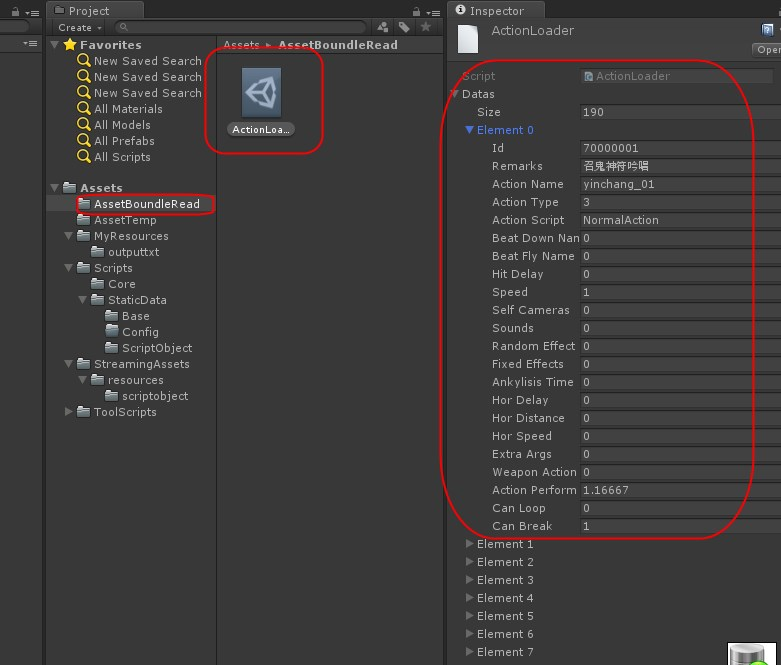 Project
Create
Favorites
New Saved Search
New Saved Search
New Saved Search
All Materials
All Models
All Prefabs
All Scripts
Assets
AssetBoundleRead
AssetTemp
MyResources
outputtxt
Scripts
Core
StaticData
Base
Config
ScriptObject
StreamingAssets
resources
scriptobject
ToolScripts
Assets AssetBoundleRead
ActionLoa...
Inspector
ActionLoader
Open
Script ActionLoader
Datas
Size 190
Element 0
Id 70000001
Remarks 召鬼神符吟唱
Action Name yinchang_01
Action Type 3
Action Script NormalAction
Beat Down Nan 0
Beat Fly Name 0
Hit Delay 0
Speed 1
Self Cameras 0
Sounds 0
Random Effect 0
Fixed Effects 0
Ankylisis Time 0
Hor Delay 0
Hor Distance 0
Hor Speed 0
Extra Args 0
Weapon Action 0
Action Perform 1.16667
Can Loop 0
Can Break 1
Element 1
Element 2
Element 3
Element 4
Element 5
Element 6
Element 7